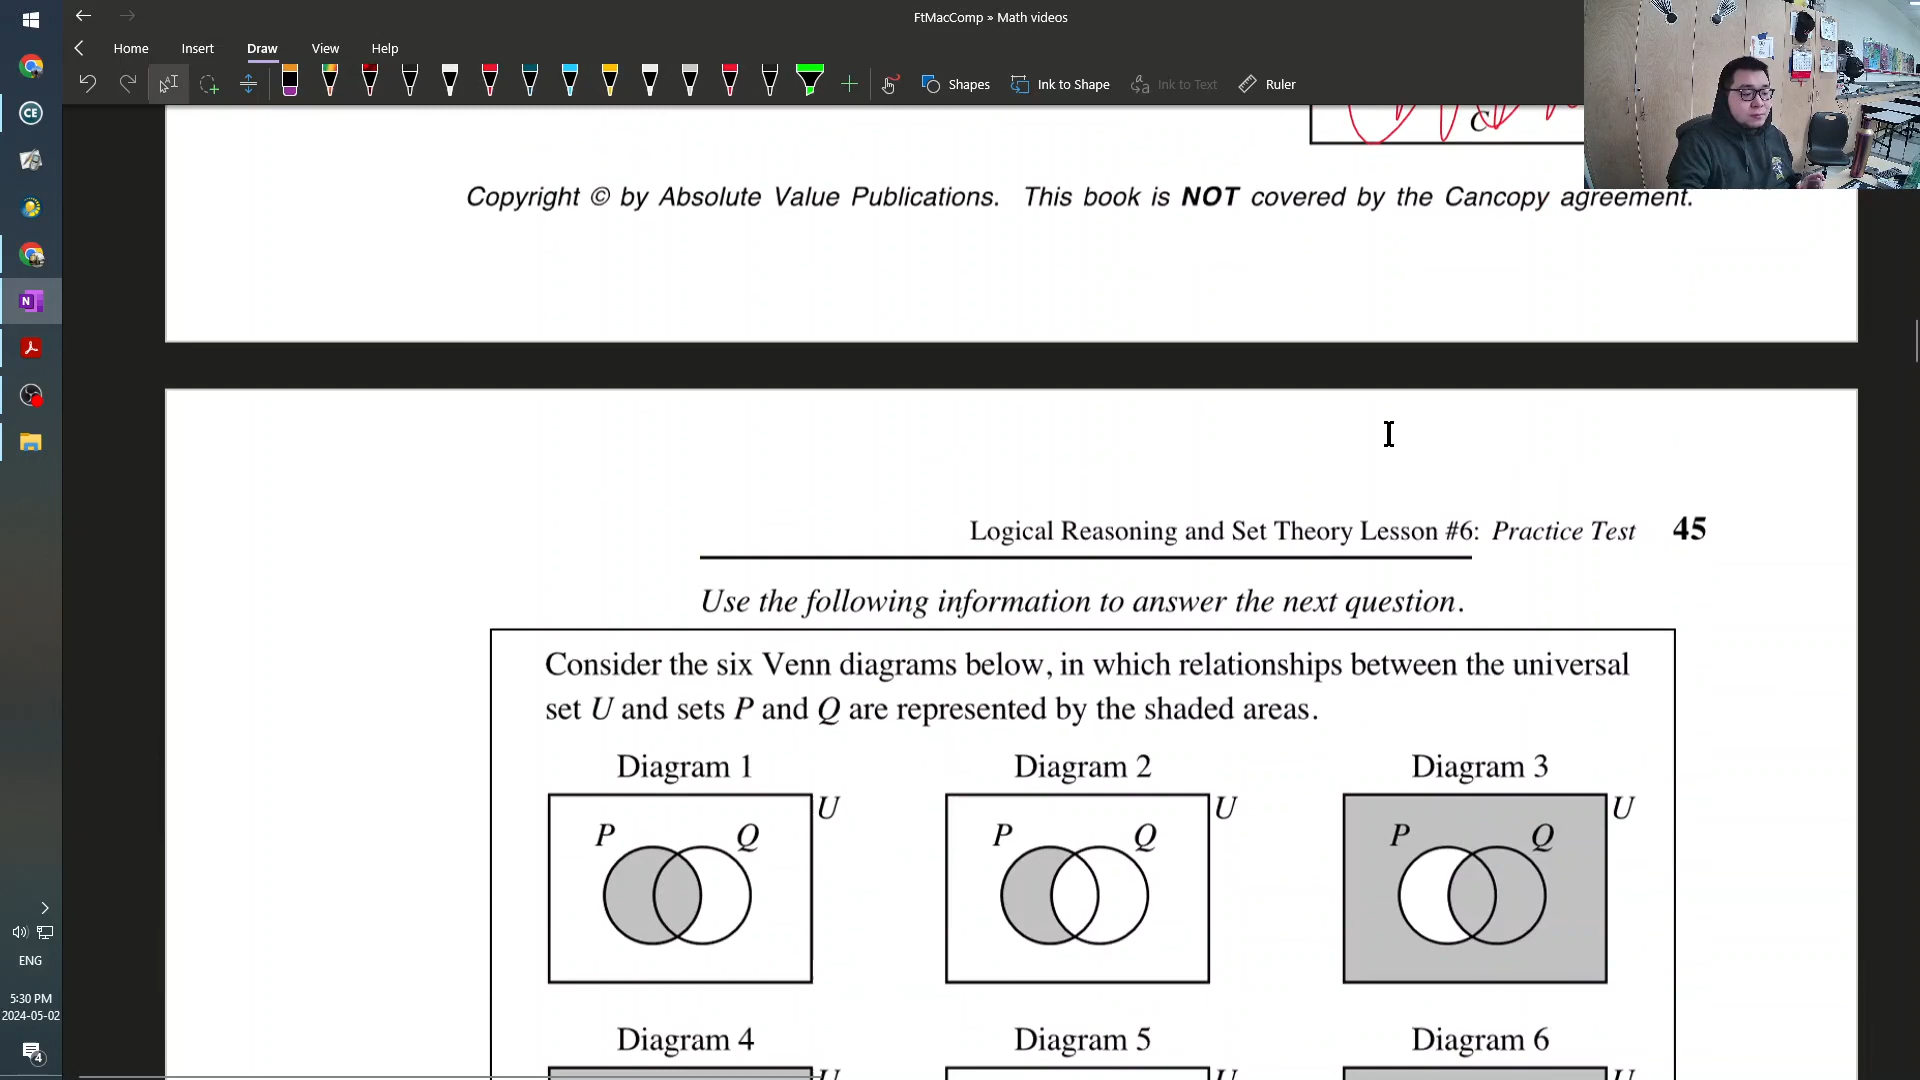 FtMacComp » Math videos
Home Insert Draw View Help
Shapes Ink to Shape Ink to Text Ruler
C
Copyright © by Absolute Value Publications. This book is NOT covered by the Cancopy agreement.
Logical Reasoning and Set Theory Lesson #6: Practice Test 45
Use the following information to answer the next question.
Consider the six Venn diagrams below, in which relationships between the universal
set U and sets P and Q are represented by the shaded areas.
Diagram 1 Diagram 2 Diagram 3
U U U
P Q P Q P Q
Diagram 4 Diagram 5 Diagram 6
U U U
CE
N
ENG
5:30 PM
2024-05-02
4